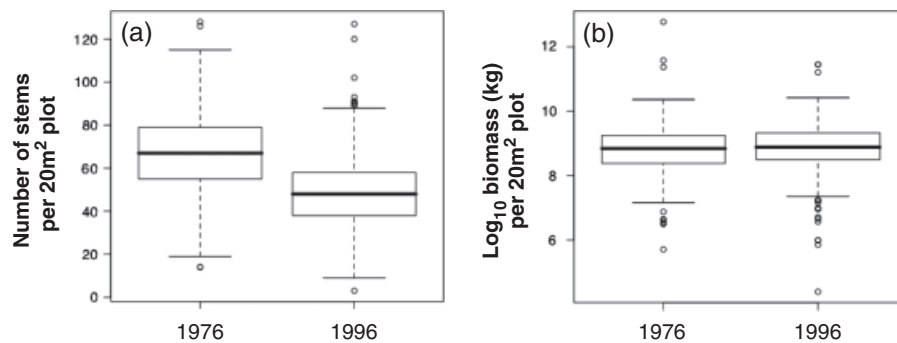 (a)
Number of stems
per 20m² plot
120
100
80
60
40
20
0
1976 1996
(b)
Log₁₀ biomass (kg)
per 20m² plot
12
10
8
6
1976 1996